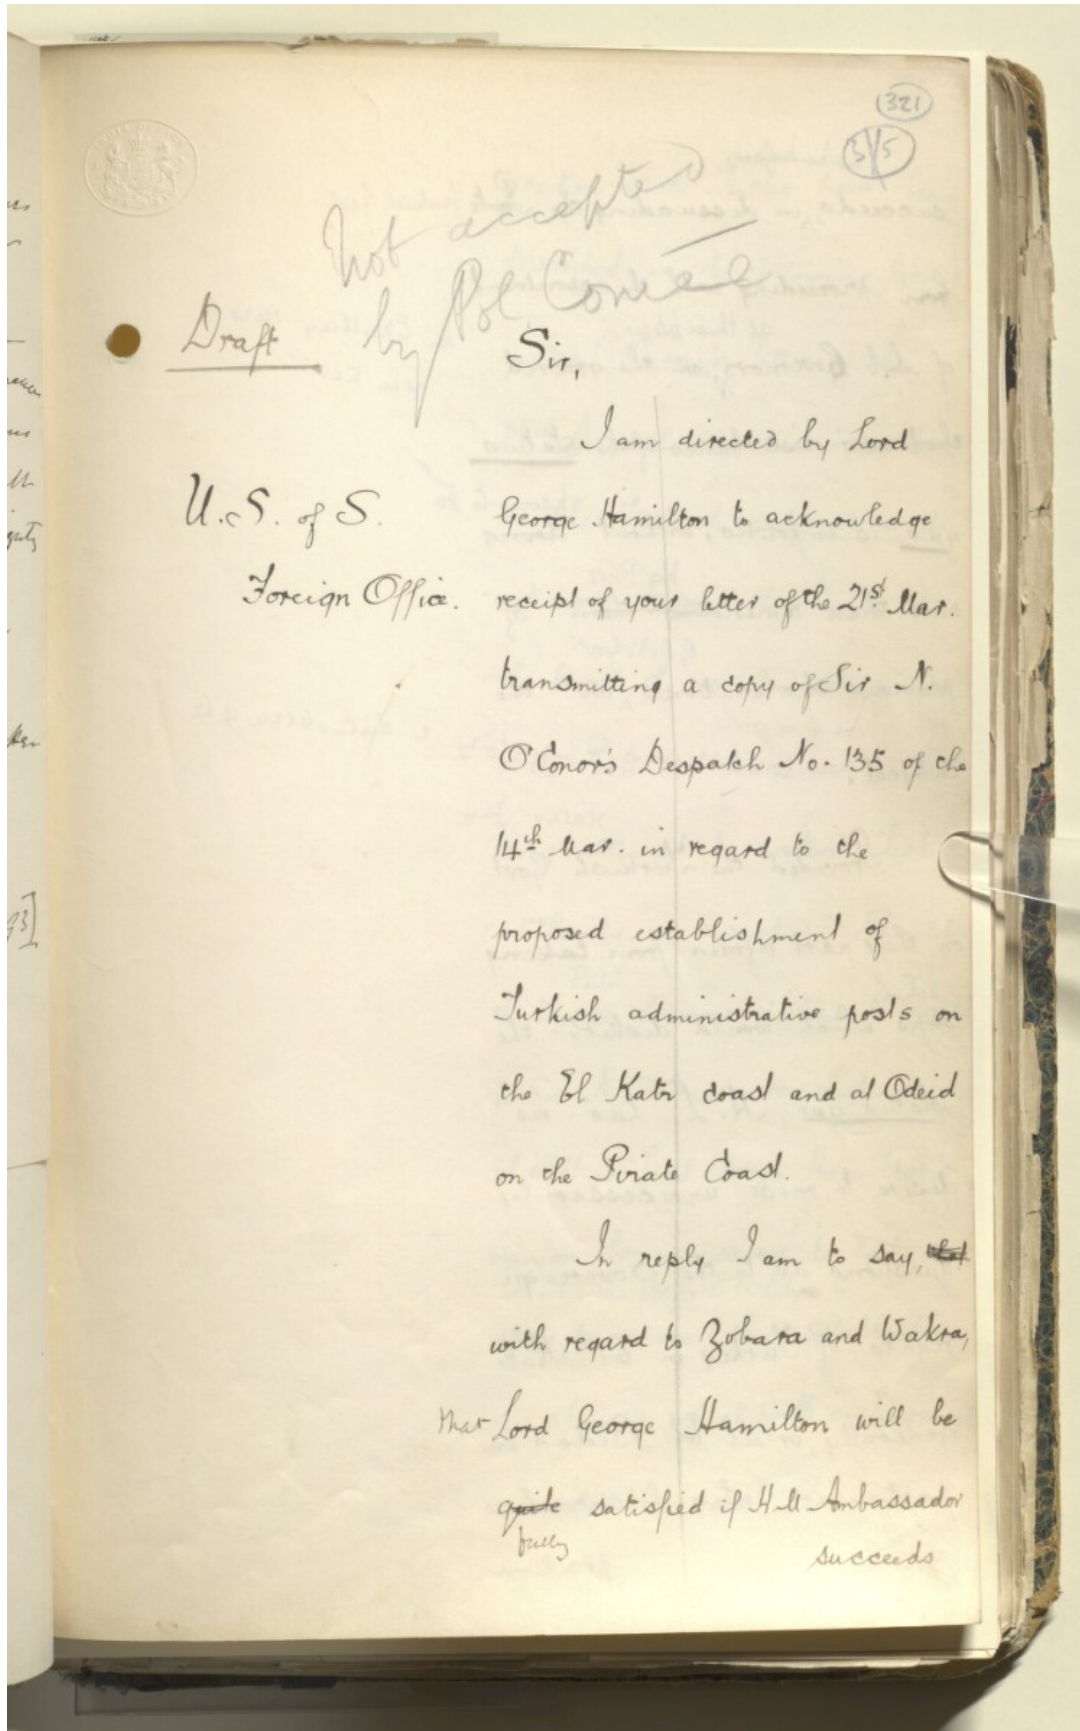 321
315
Not accepted
by Pol Comtee
Draft
Sir,
I am directed by Lord
U.S. of S.
George Hamilton to acknowledge
Foreign Office.
receipt of your letter of the 21st Mar.
transmitting a copy of Sir N.
O'Conor's Despatch No. 135 of the
14th Mar. in regard to the
proposed establishment of
Turkish administrative posts on
the El Katr coast and at Odeid
on the Pirate Coast.
In reply I am to say, that
with regard to Zobara and Wakra,
that Lord George Hamilton will be
quite satisfied if H M Ambassador
fully
succeeds